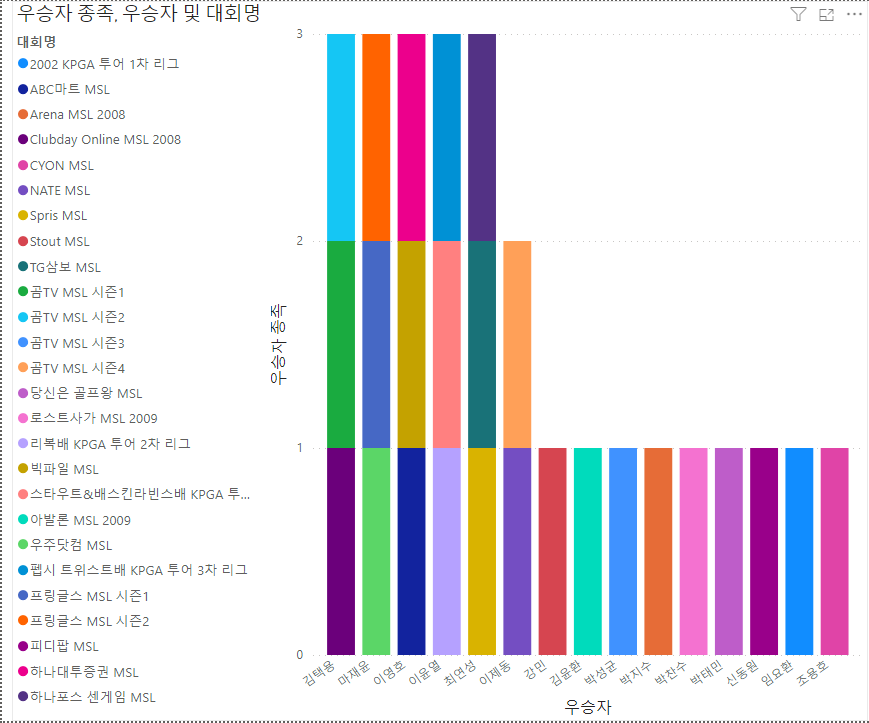 우승자 종족, 우승자 및 대회명
대회명
2002 KPGA 투어 1차 리그
ABC마트 MSL
Arena MSL 2008
Clubday Online MSL 2008
CYON MSL
NATE MSL
Spris MSL
Stout MSL
TG삼보 MSL
곰TV MSL 시즌1
곰TV MSL 시즌2
곰TV MSL 시즌3
곰TV MSL 시즌4
당신은 골프왕 MSL
로스트사가 MSL 2009
리복배 KPGA 투어 2차 리그
빅파일 MSL
스타우트&배스킨라빈스배 KPGA 투...
아발론 MSL 2009
우주닷컴 MSL
펩시 트위스트배 KPGA 투어 3차 리그
프링글스 MSL 시즌1
프링글스 MSL 시즌2
피디팝 MSL
하나대투증권 MSL
하나포스 센게임 MSL
우승자 종족
3
2
1
0
김택용
마재윤
이영호
이윤열
최연성
이제동
강민
김윤환
박성균
박지수
박찬수
박태민
신동원
임요환
조용호
우승자